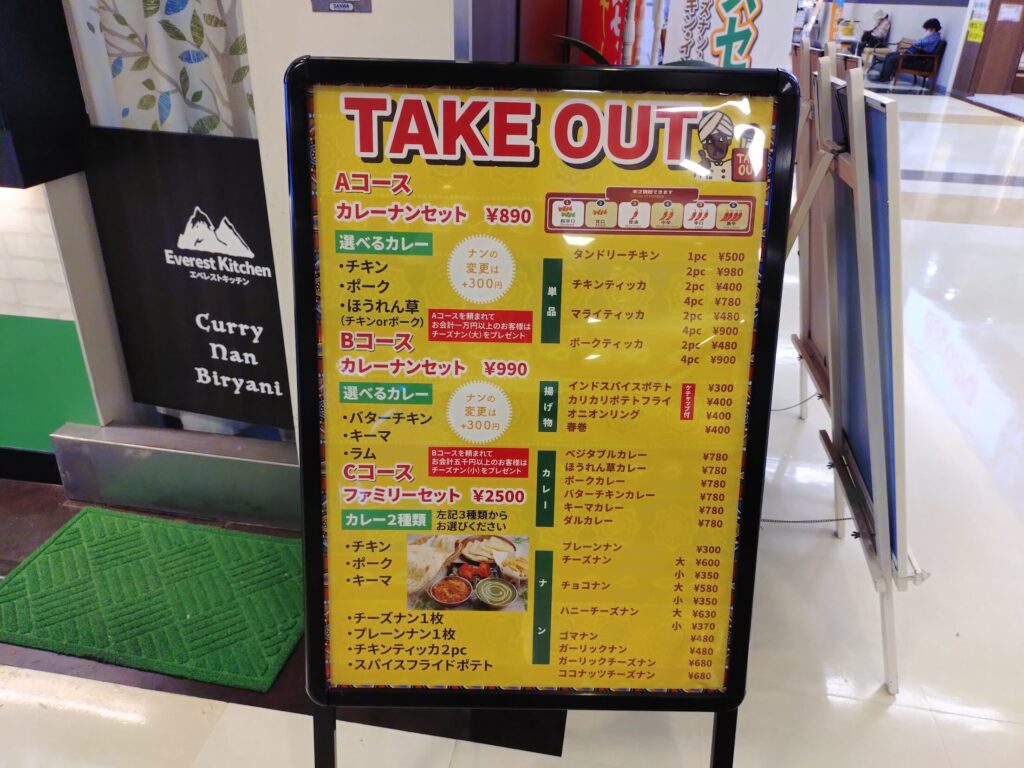 SANWA
TAKE OUT
TAKE
OUT
Aコース
カレーナンセット ¥890
選べるカレー
・チキン
・ポーク
・ほうれん草
(チキンorポーク)
ナンの
変更は
+300円
Aコースを頼まれて
お会計一万円以上のお客様は
チーズナン(大)をプレゼント
Bコース
カレーナンセット ¥990
選べるカレー
・バターチキン
・キーマ
・ラム
ナンの
変更は
+300円
Bコースを頼まれて
お会計五千円以上のお客様は
チーズナン(小)をプレゼント
Cコース
ファミリーセット ¥2500
カレー2種類
左記3種類から
お選びください
・チキン
・ポーク
・キーマ
・チーズナン1枚
・プレーンナン1枚
・チキンティッカ2pc
・スパイスフライドポテト
単品
タンドリーチキン 1pc ¥500
2pc ¥980
チキンティッカ 2pc ¥400
4pc ¥780
マライティッカ 2pc ¥480
4pc ¥900
ポークティッカ 2pc ¥480
4pc ¥900
揚げ物
インドスパイスポテト ¥300
カリカリポテトフライ ¥400
オニオンリング ¥400
春巻 ¥400
ケチャップ付
カレー
ベジタブルカレー ¥780
ほうれん草カレー ¥780
ポークカレー ¥780
バターチキンカレー ¥780
キーマカレー ¥780
ダルカレー ¥780
ナン
プレーンナン ¥300
チーズナン 大 ¥600
小 ¥350
チョコナン 大 ¥580
小 ¥350
ハニーチーズナン 大 ¥630
小 ¥370
ゴマナン ¥480
ガーリックナン ¥480
ガーリックチーズナン ¥680
ココナッツチーズナン ¥680
Everest Kitchen
エベレストキッチン
Curry
Nan
Biryani